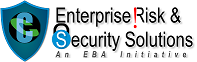 Enterprise Risk &
Security Solutions
An EBA Initiative